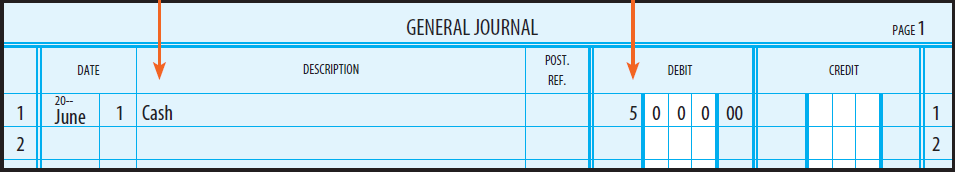 GENERAL JOURNAL PAGE 1
DATE DESCRIPTION POST. REF. DEBIT CREDIT
20--
1 June 1 Cash 5 0 0 0 00 1
2 2